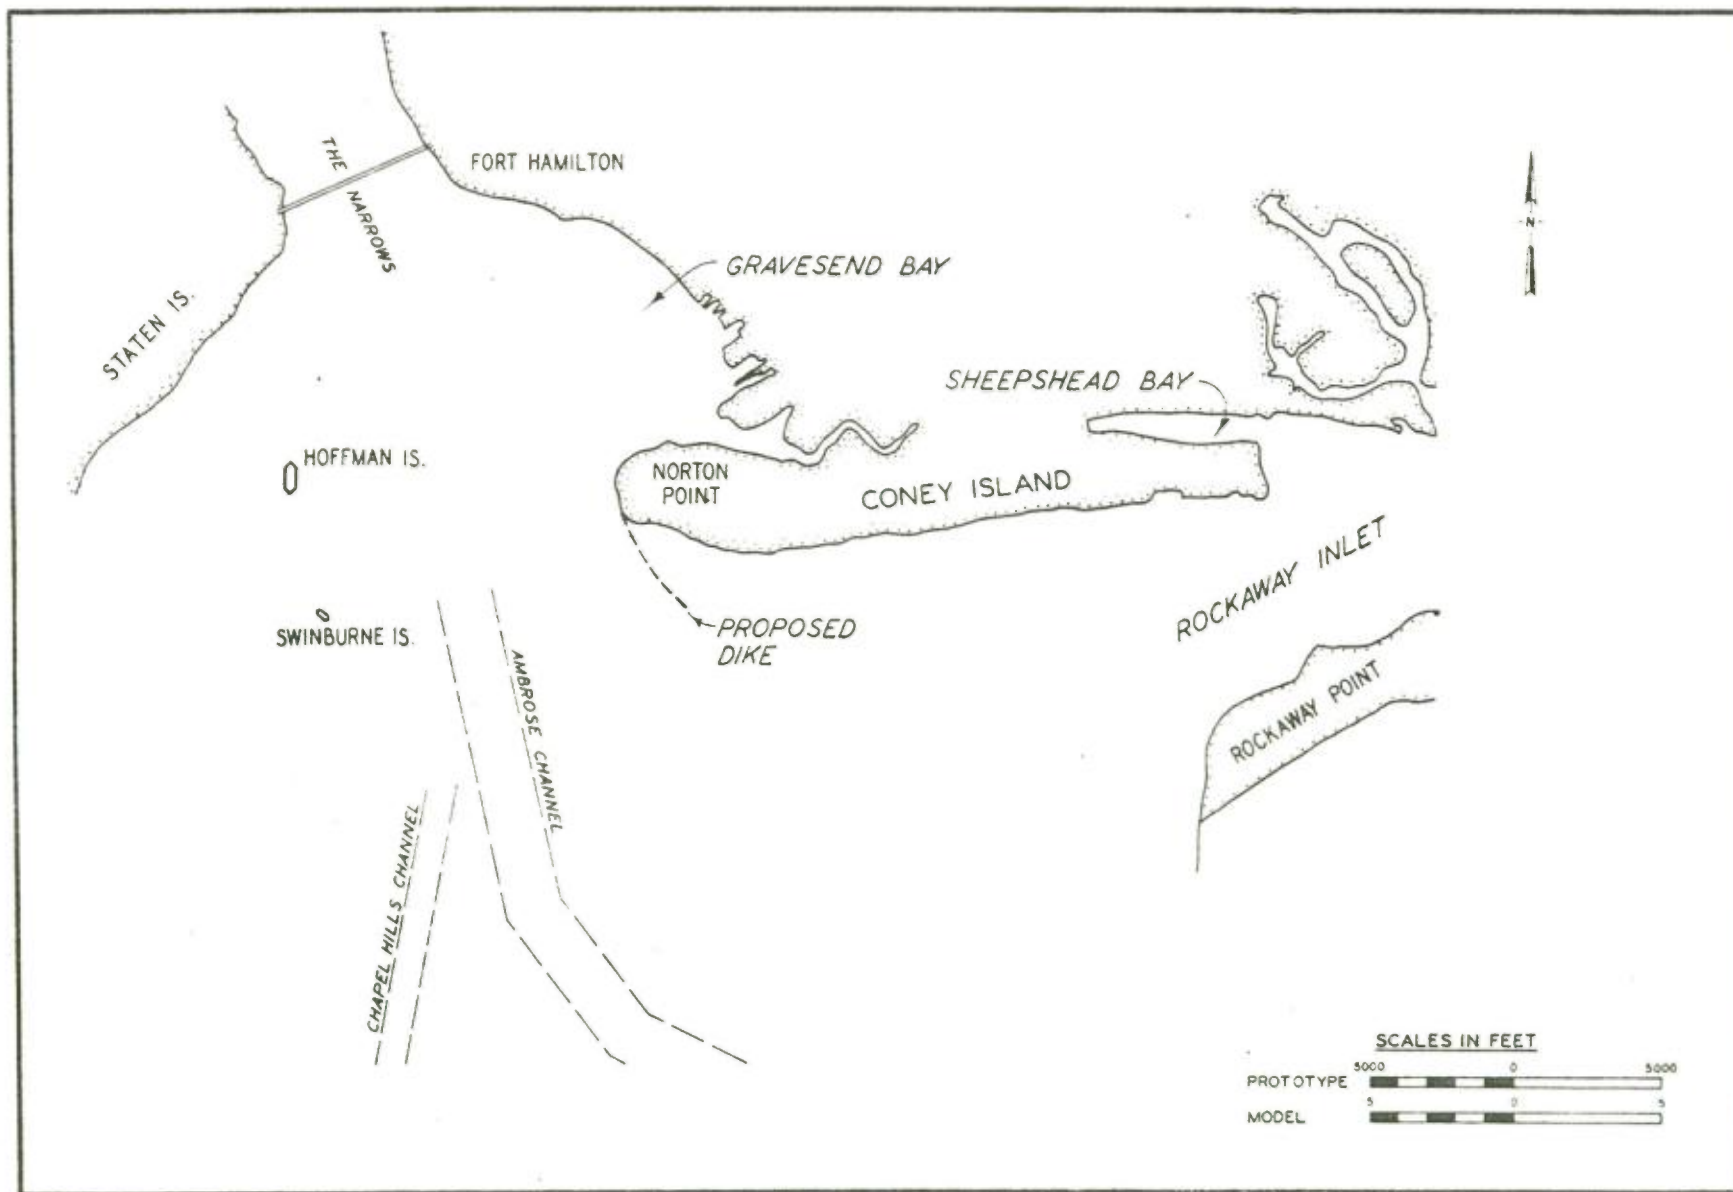 THE NARROWS
FORT HAMILTON
GRAVESEND BAY
N
STATEN IS.
SHEEPSHEAD BAY
HOFFMAN IS.
NORTON
POINT
CONEY ISLAND
ROCKAWAY INLET
SWINBURNE IS.
PROPOSED
DIKE
AMBROSE CHANNEL
ROCKAWAY POINT
CHAPEL HILLS CHANNEL
SCALES IN FEET
5000 0 5000
PROTOTYPE
5 0 5
MODEL